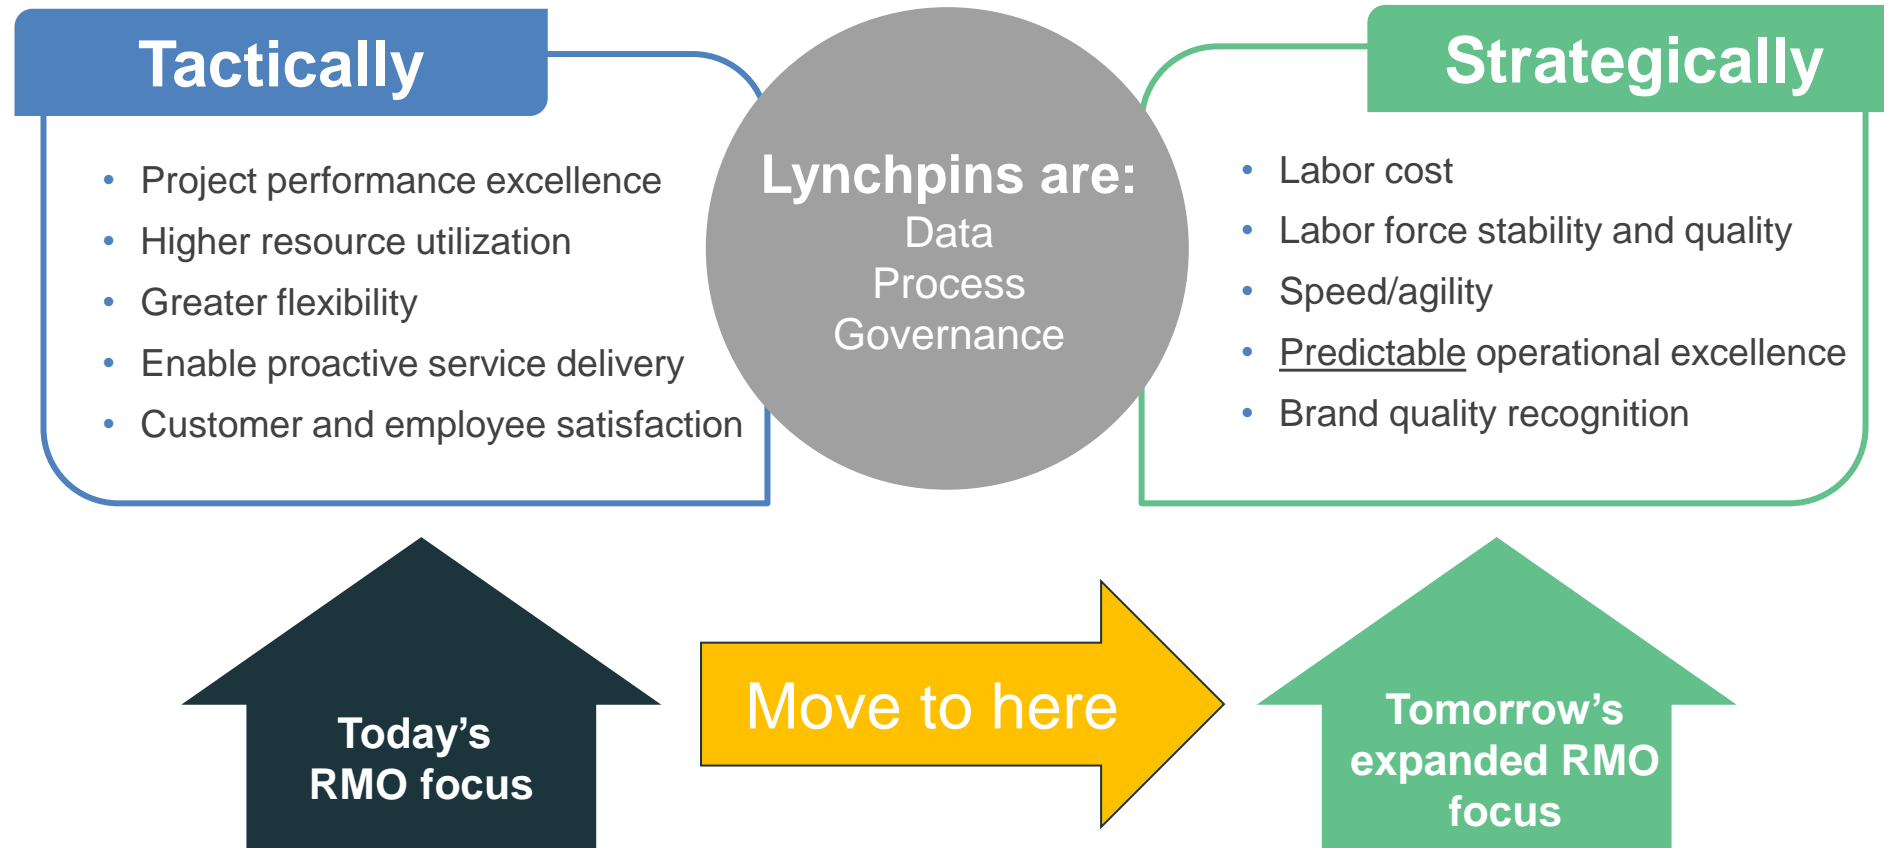 Tactically
• Project performance excellence
• Higher resource utilization
• Greater flexibility
• Enable proactive service delivery
• Customer and employee satisfaction
Lynchpins are:
Data
Process
Governance
Strategically
• Labor cost
• Labor force stability and quality
• Speed/agility
• Predictable operational excellence
• Brand quality recognition
Today’s
RMO focus
Move to here
Tomorrow’s
expanded RMO
focus